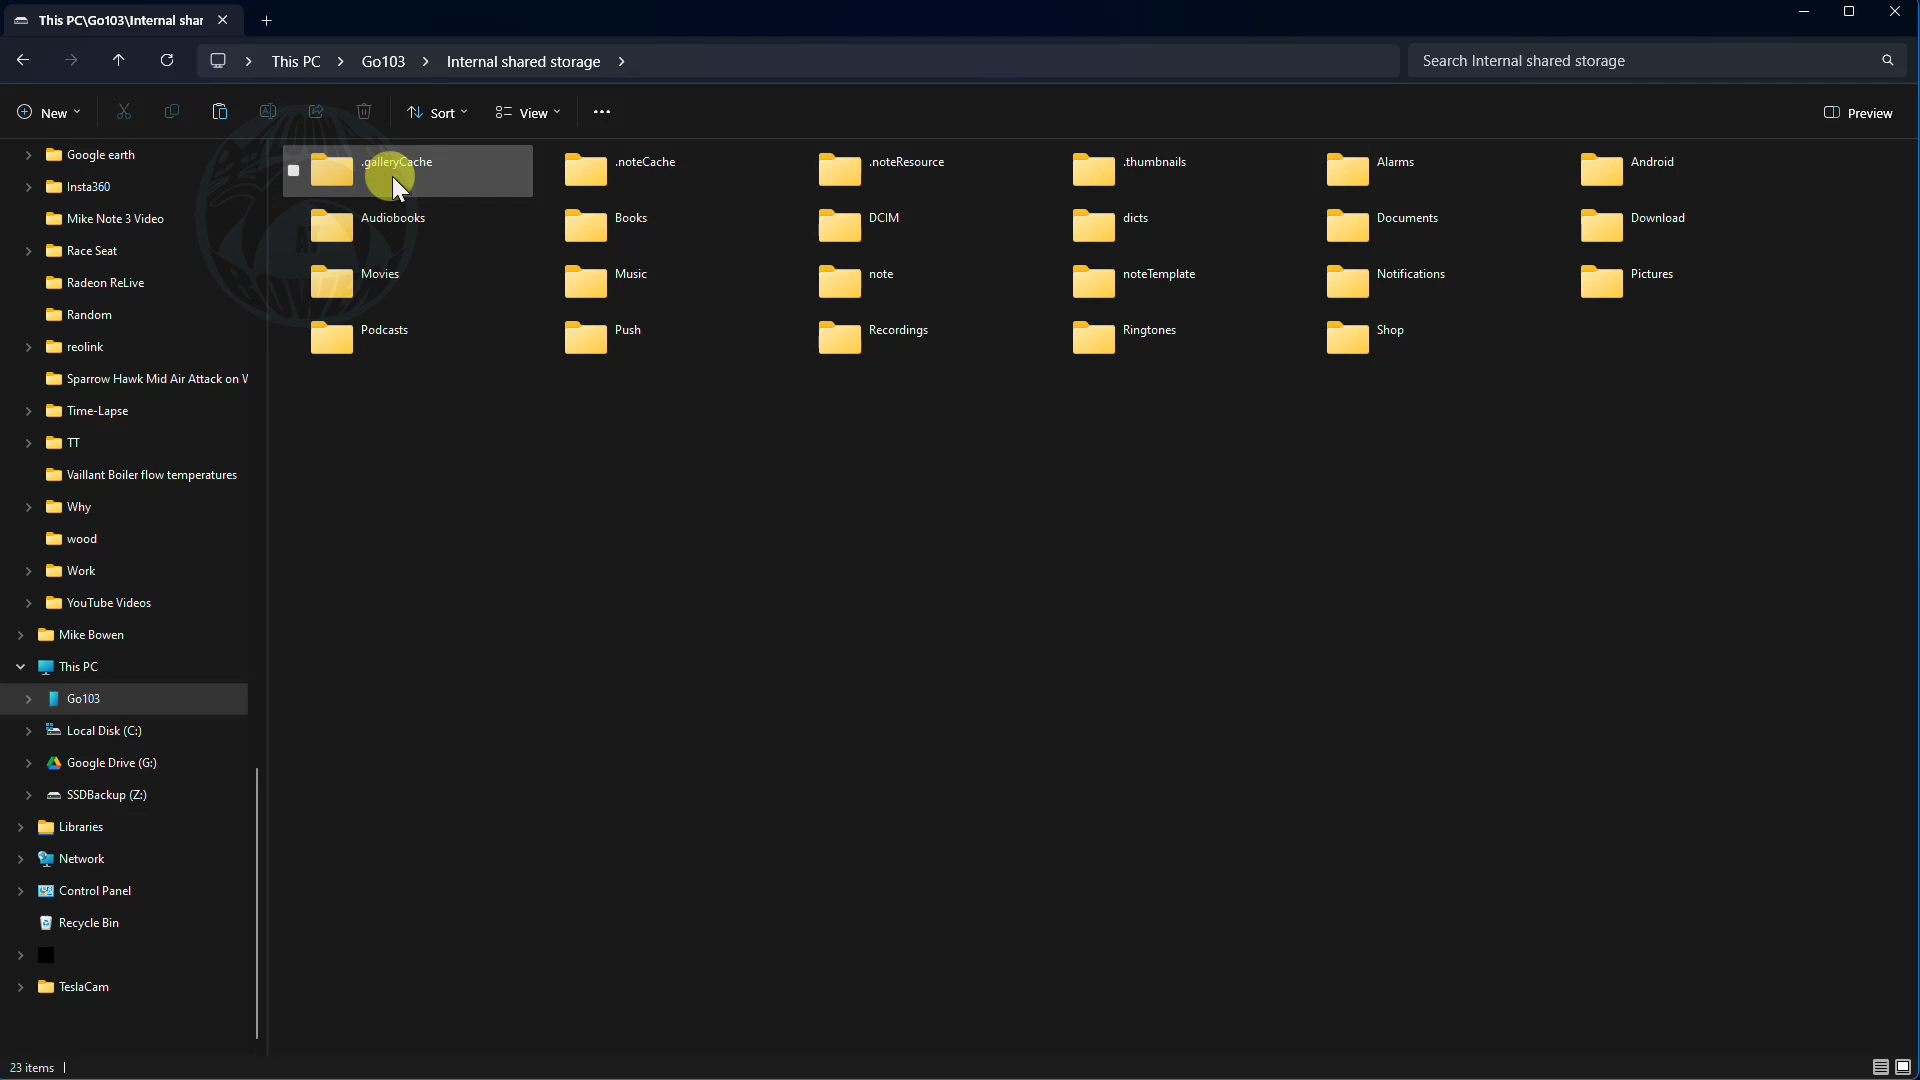 This PC\Go103\Internal shar
This PC
Go103
Internal shared storage
Search Internal shared storage
New
Sort
View
Preview
Google earth
Insta360
Mike Note 3 Video
Race Seat
Radeon ReLive
Random
reolink
Sparrow Hawk Mid Air Attack on
Time-Lapse
TT
Vaillant Boiler flow temperatures
Why
wood
Work
YouTube Videos
Mike Bowen
This PC
Go103
Local Disk (C:)
Google Drive (G:)
SSDBackup (Z:)
Libraries
Network
Control Panel
Recycle Bin
TeslaCam
.galleryCache
.noteCache
.noteResource
.thumbnails
Alarms
Android
Audiobooks
Books
DCIM
dicts
Documents
Download
Movies
Music
note
noteTemplate
Notifications
Pictures
Podcasts
Push
Recordings
Ringtones
Shop
23 items